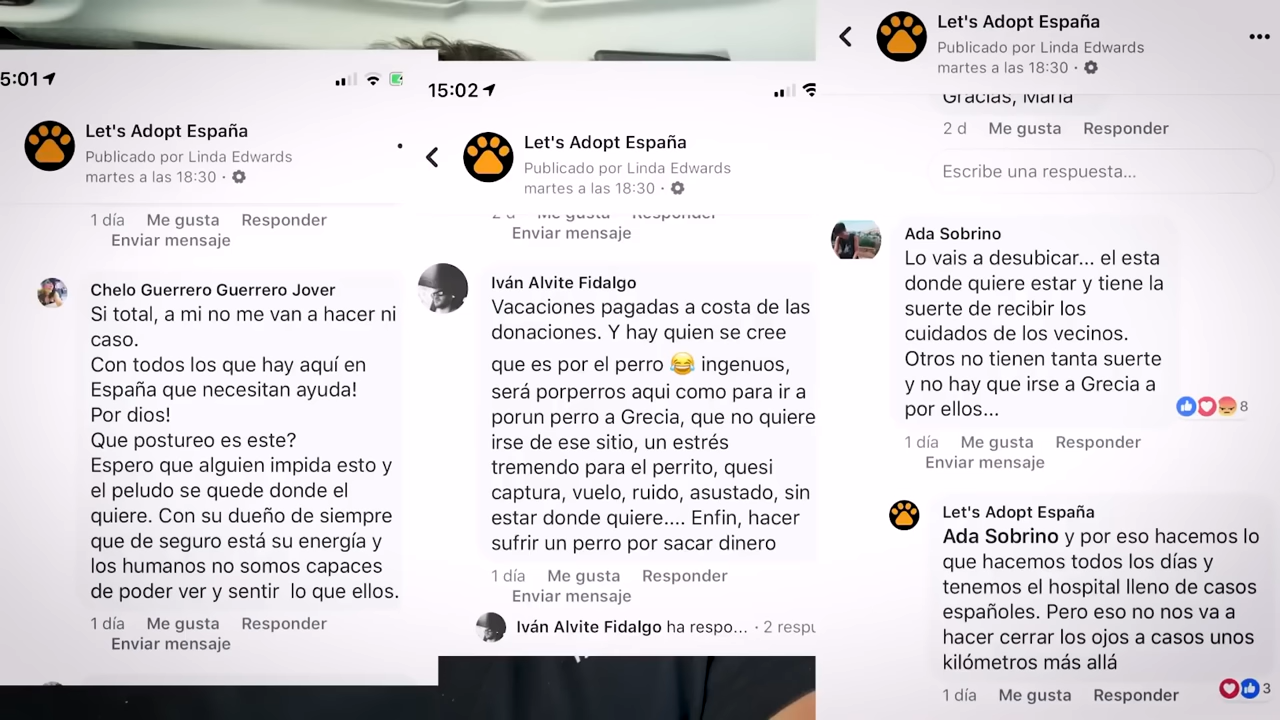 5:01
Let's Adopt España
Publicado por Linda Edwards
martes a las 18:30 ·
1 día Me gusta Responder
Enviar mensaje
Chelo Guerrero Guerrero Jover
Si total, a mi no me van a hacer ni
caso.
Con todos los que hay aquí en
España que necesitan ayuda!
Por dios!
Que postureo es este?
Espero que alguien impida esto y
el peludo se quede donde el
quiere. Con su dueño de siempre
que de seguro está su energía y
los humanos no somos capaces
de poder ver y sentir lo que ellos.
1 día Me gusta Responder
Enviar mensaje
15:02
Let's Adopt España
Publicado por Linda Edwards
martes a las 18:30 ·
2 d Me gusta Responder
Enviar mensaje
Iván Alvite Fidalgo
Vacaciones pagadas a costa de las
donaciones. Y hay quien se cree
que es por el perro 😂 ingenuos,
será porperros aqui como para ir a
porun perro a Grecia, que no quiere
irse de ese sitio, un estrés
tremendo para el perrito, quesi
captura, vuelo, ruido, asustado, sin
estar donde quiere.... Enfin, hacer
sufrir un perro por sacar dinero
1 día Me gusta Responder
Enviar mensaje
Iván Alvite Fidalgo ha respo... · 2 respu
Let's Adopt España
Publicado por Linda Edwards
martes a las 18:30 ·
Gracias, María
2 d Me gusta Responder
Escribe una respuesta...
Ada Sobrino
Lo vais a desubicar... el esta
donde quiere estar y tiene la
suerte de recibir los
cuidados de los vecinos.
Otros no tienen tanta suerte
y no hay que irse a Grecia a
por ellos...
8
1 día Me gusta Responder
Enviar mensaje
Let's Adopt España
Ada Sobrino y por eso hacemos lo
que hacemos todos los días y
tenemos el hospital lleno de casos
españoles. Pero eso no nos va a
hacer cerrar los ojos a casos unos
kilómetros más allá
3
1 día Me gusta Responder